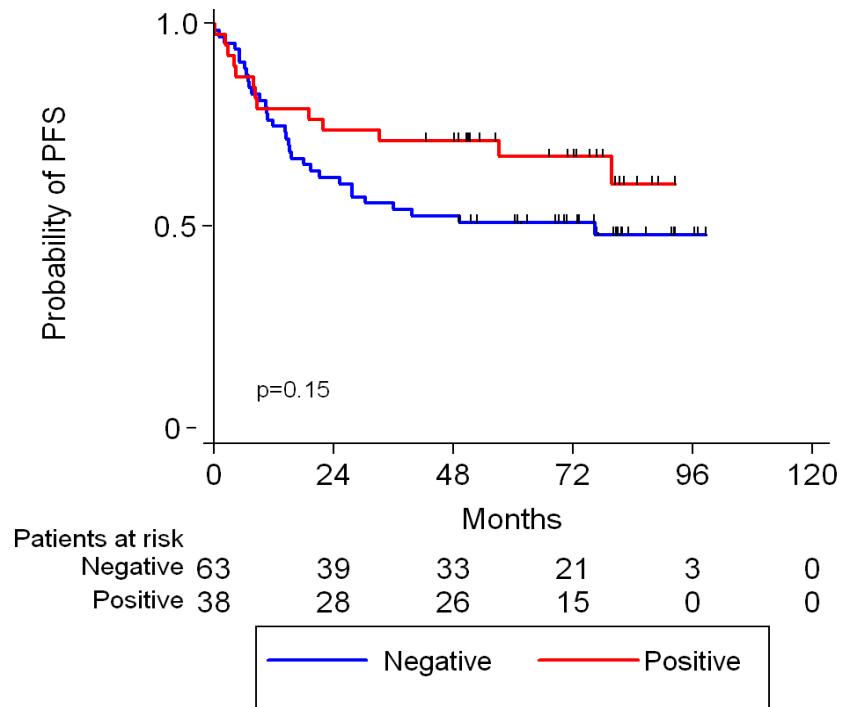 1.0
Probability of PFS
0.5
p=0.15
0
0 24 48 72 96 120
Months
Patients at risk
Negative 63 39 33 21 3 0
Positive 38 28 26 15 0 0
Negative Positive